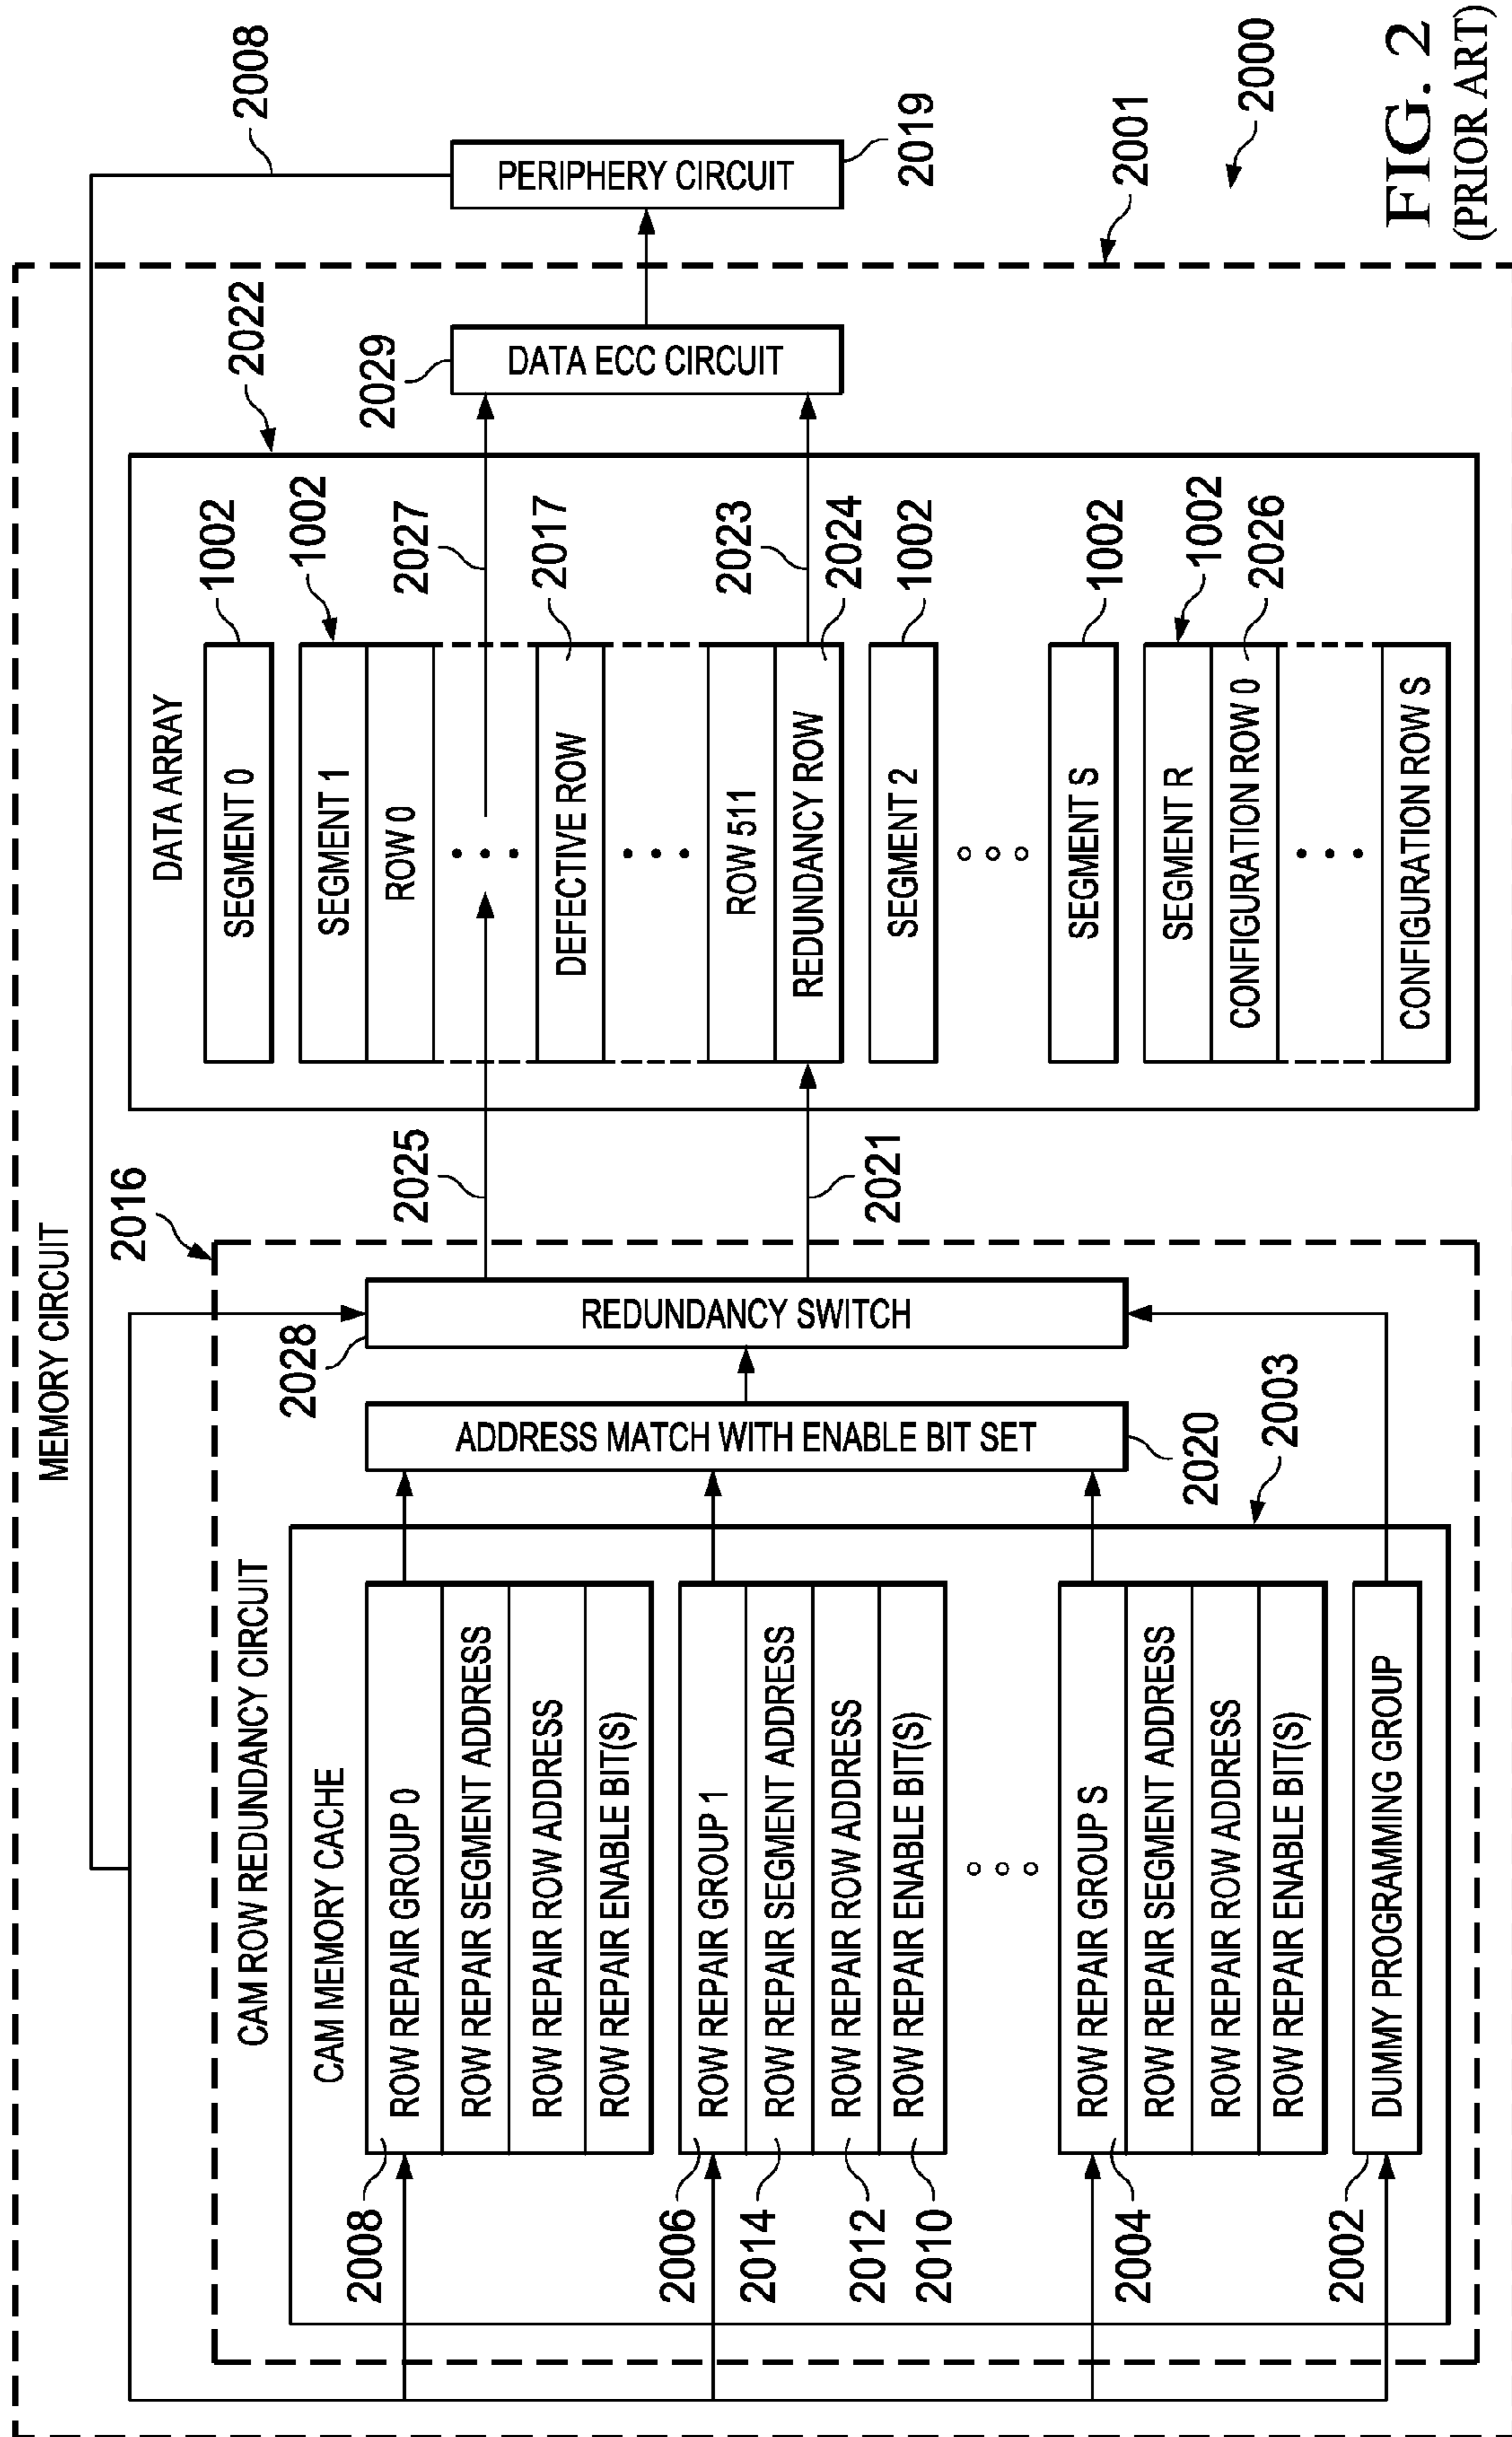 MEMORY CIRCUIT
2008
CAM ROW REDUNDANCY CIRCUIT
2016
CAM MEMORY CACHE
2008
ROW REPAIR GROUP 0
ROW REPAIR SEGMENT ADDRESS
ROW REPAIR ROW ADDRESS
ROW REPAIR ENABLE BIT(S)
2006
ROW REPAIR GROUP 1
2014
ROW REPAIR SEGMENT ADDRESS
2012
ROW REPAIR ROW ADDRESS
2010
ROW REPAIR ENABLE BIT(S)
2004
ROW REPAIR GROUP S
ROW REPAIR SEGMENT ADDRESS
ROW REPAIR ROW ADDRESS
ROW REPAIR ENABLE BIT(S)
2002
DUMMY PROGRAMMING GROUP
2003
ADDRESS MATCH WITH ENABLE BIT SET
2020
2028
REDUNDANCY SWITCH
2025
2021
DATA ARRAY
2022
SEGMENT 0
1002
SEGMENT 1
1002
ROW 0
2027
DEFECTIVE ROW
2017
ROW 511
2023
REDUNDANCY ROW
2024
SEGMENT 2
1002
SEGMENT S
1002
SEGMENT R
1002
CONFIGURATION ROW 0
2026
CONFIGURATION ROW S
2029
DATA ECC CIRCUIT
PERIPHERY CIRCUIT
2019
2001
2000
FIG. 2
(PRIOR ART)